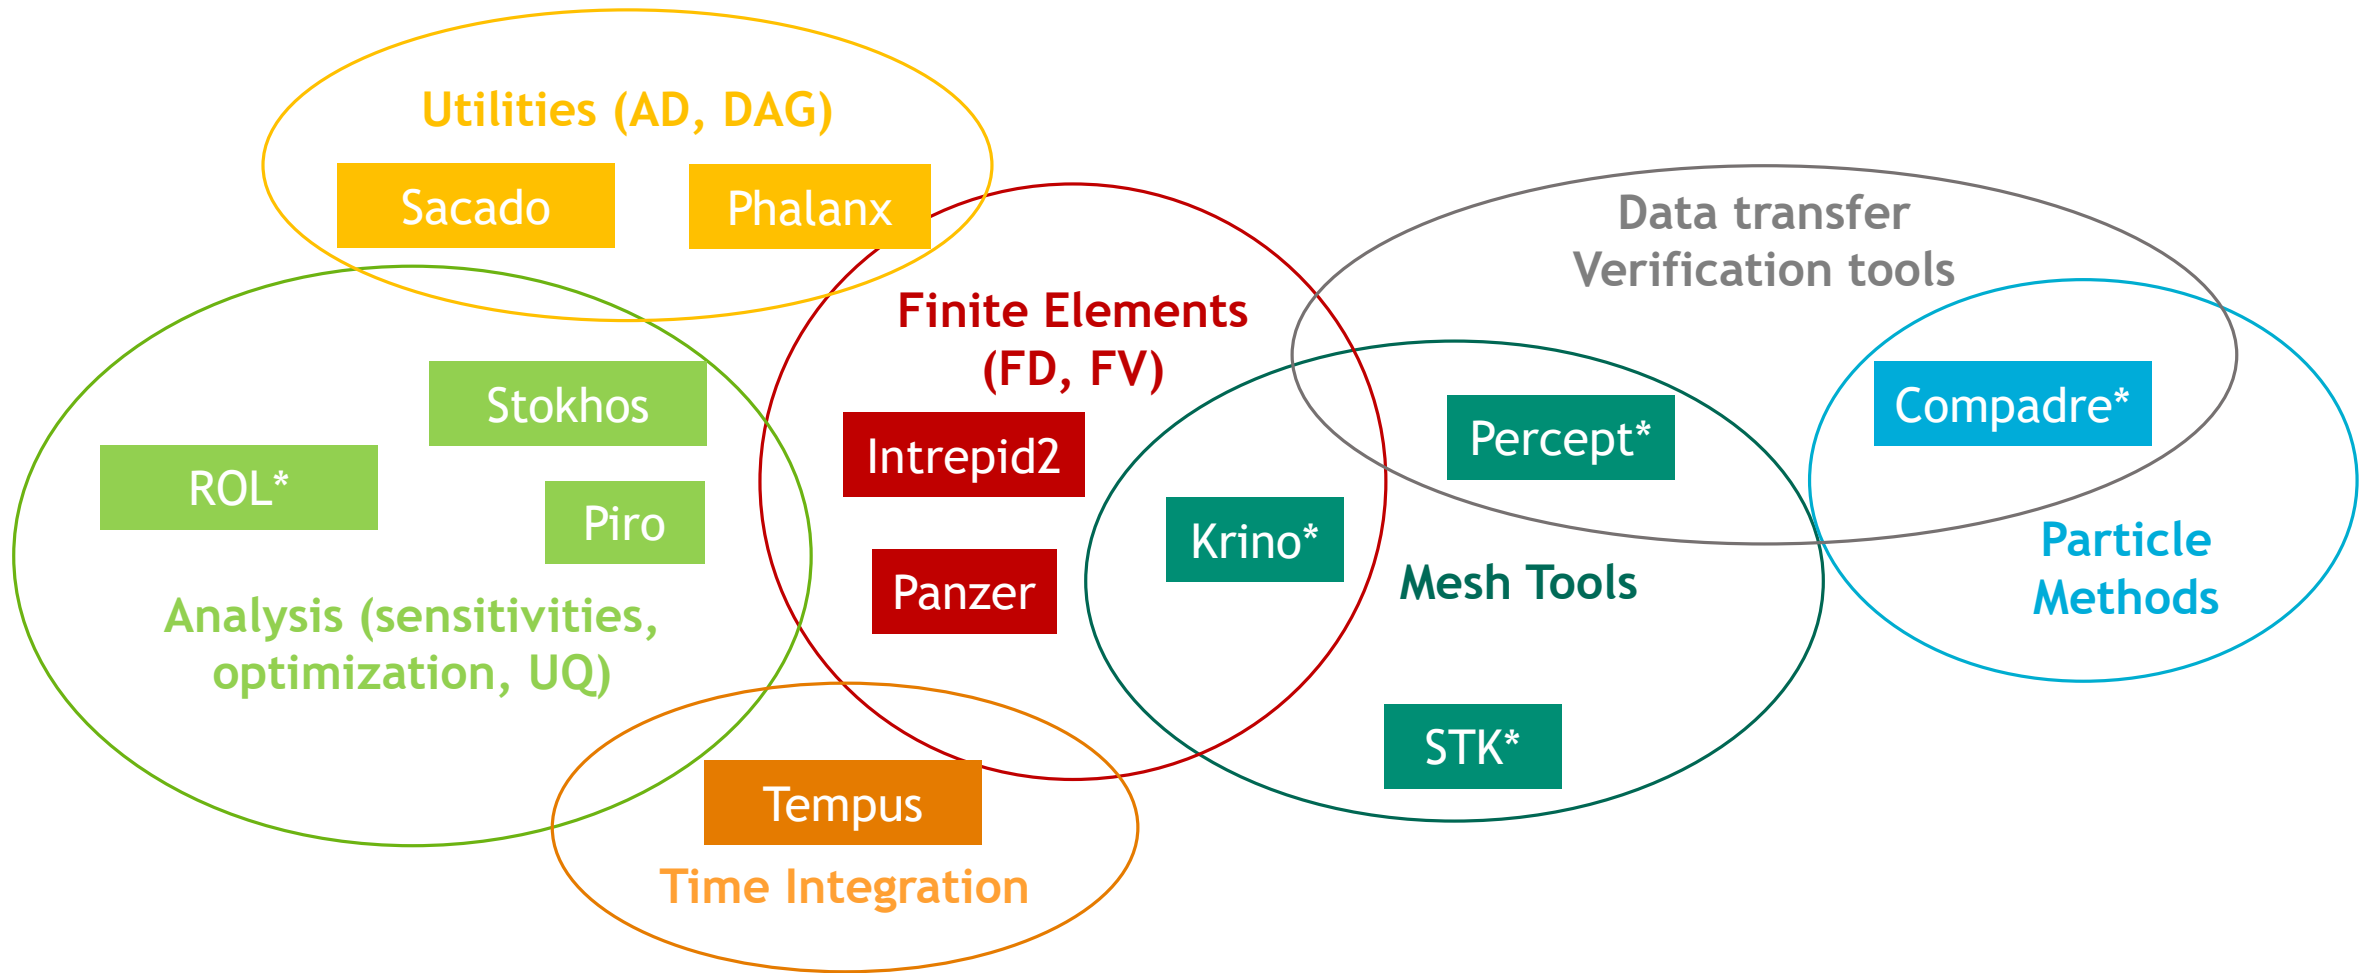 Utilities (AD, DAG)
Sacado
Phalanx
Data transfer
Verification tools
Finite Elements
(FD, FV)
Stokhos
ROL*
Piro
Analysis (sensitivities,
optimization, UQ)
Intrepid2
Panzer
Krino*
Percept*
Mesh Tools
STK*
Compadre*
Particle
Methods
Tempus
Time Integration